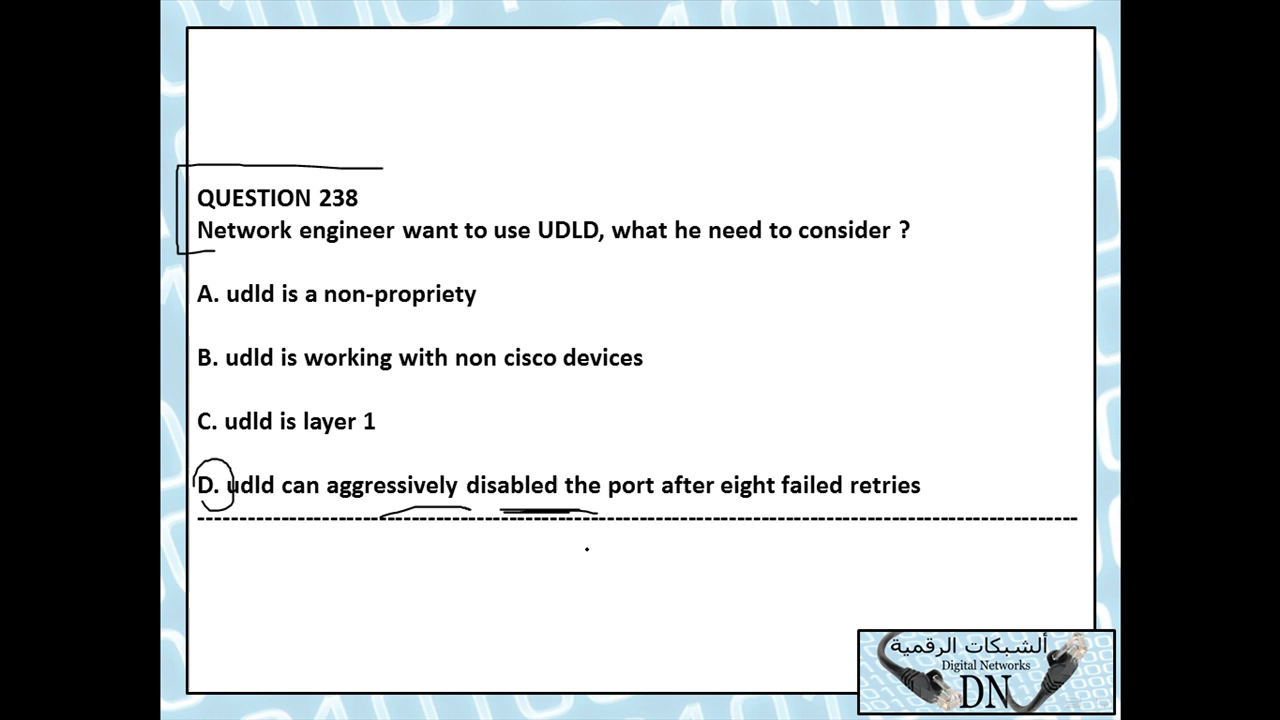 QUESTION 238
Network engineer want to use UDLD, what he need to consider ?
A. udld is a non-propriety
B. udld is working with non cisco devices
C. udld is layer 1
D. udld can aggressively disabled the port after eight failed retries
ألشبكات الرقمية
Digital Networks
DN